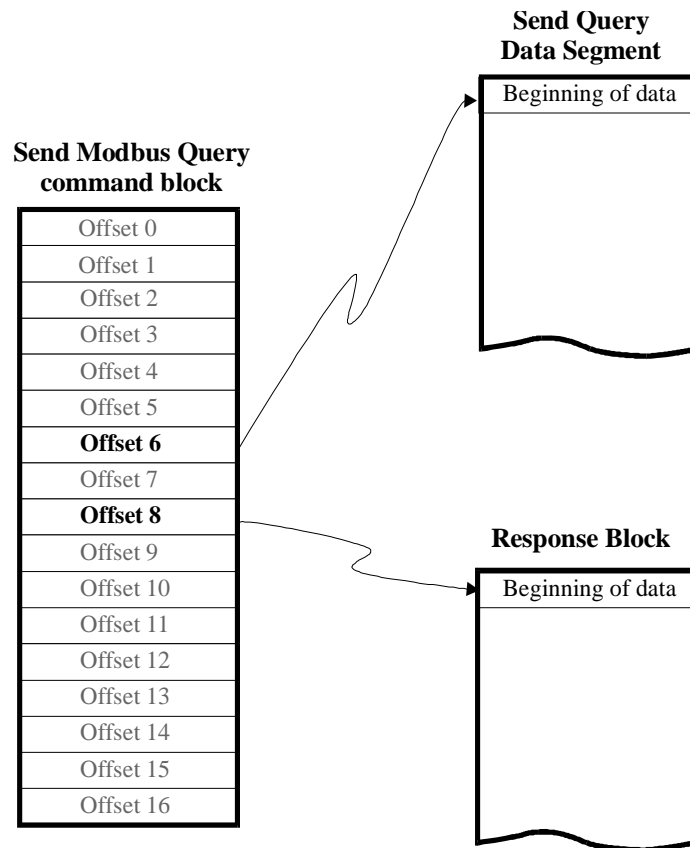 Send Query
Data Segment
Beginning of data
Send Modbus Query
command block
Offset 0
Offset 1
Offset 2
Offset 3
Offset 4
Offset 5
Offset 6
Offset 7
Offset 8
Offset 9
Offset 10
Offset 11
Offset 12
Offset 13
Offset 14
Offset 15
Offset 16
Response Block
Beginning of data